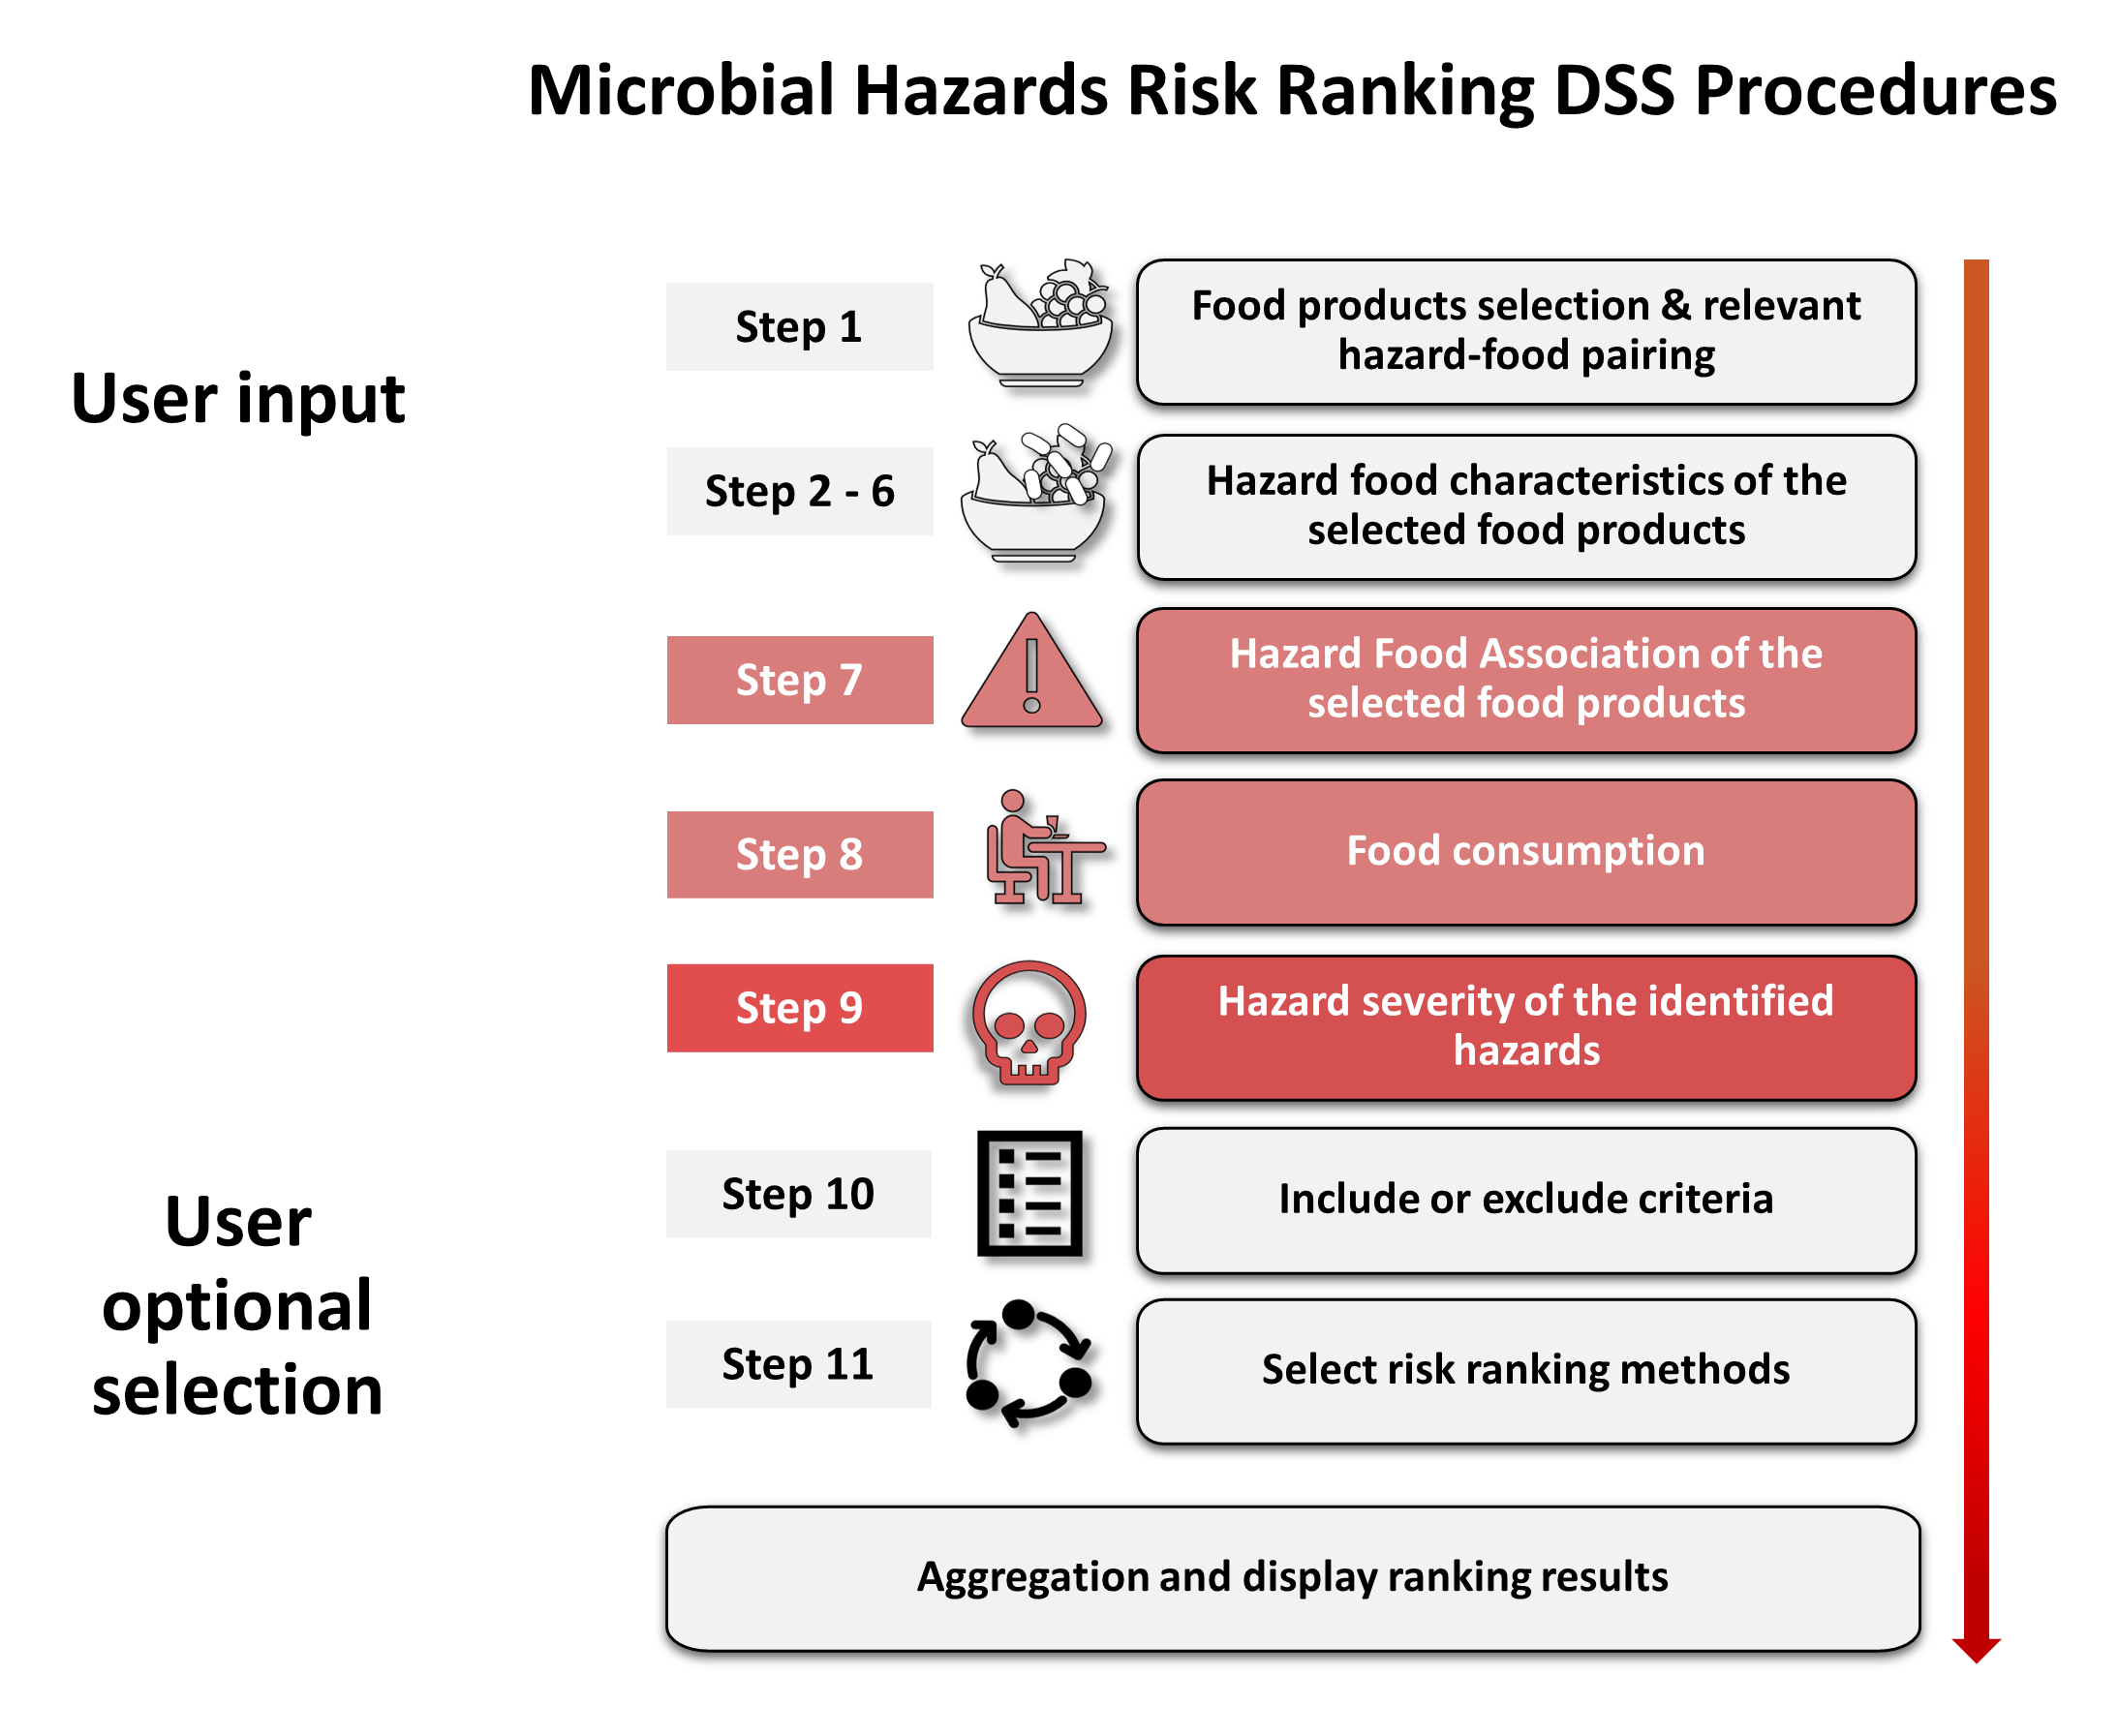 Microbial Hazards Risk Ranking DSS Procedures
User input
Step 1
Food products selection & relevant
hazard-food pairing
Step 2 - 6
Hazard food characteristics of the
selected food products
Step 7
Hazard Food Association of the
selected food products
Step 8
Food consumption
Step 9
Hazard severity of the identified
hazards
User
optional
selection
Step 10
Include or exclude criteria
Step 11
Select risk ranking methods
Aggregation and display ranking results